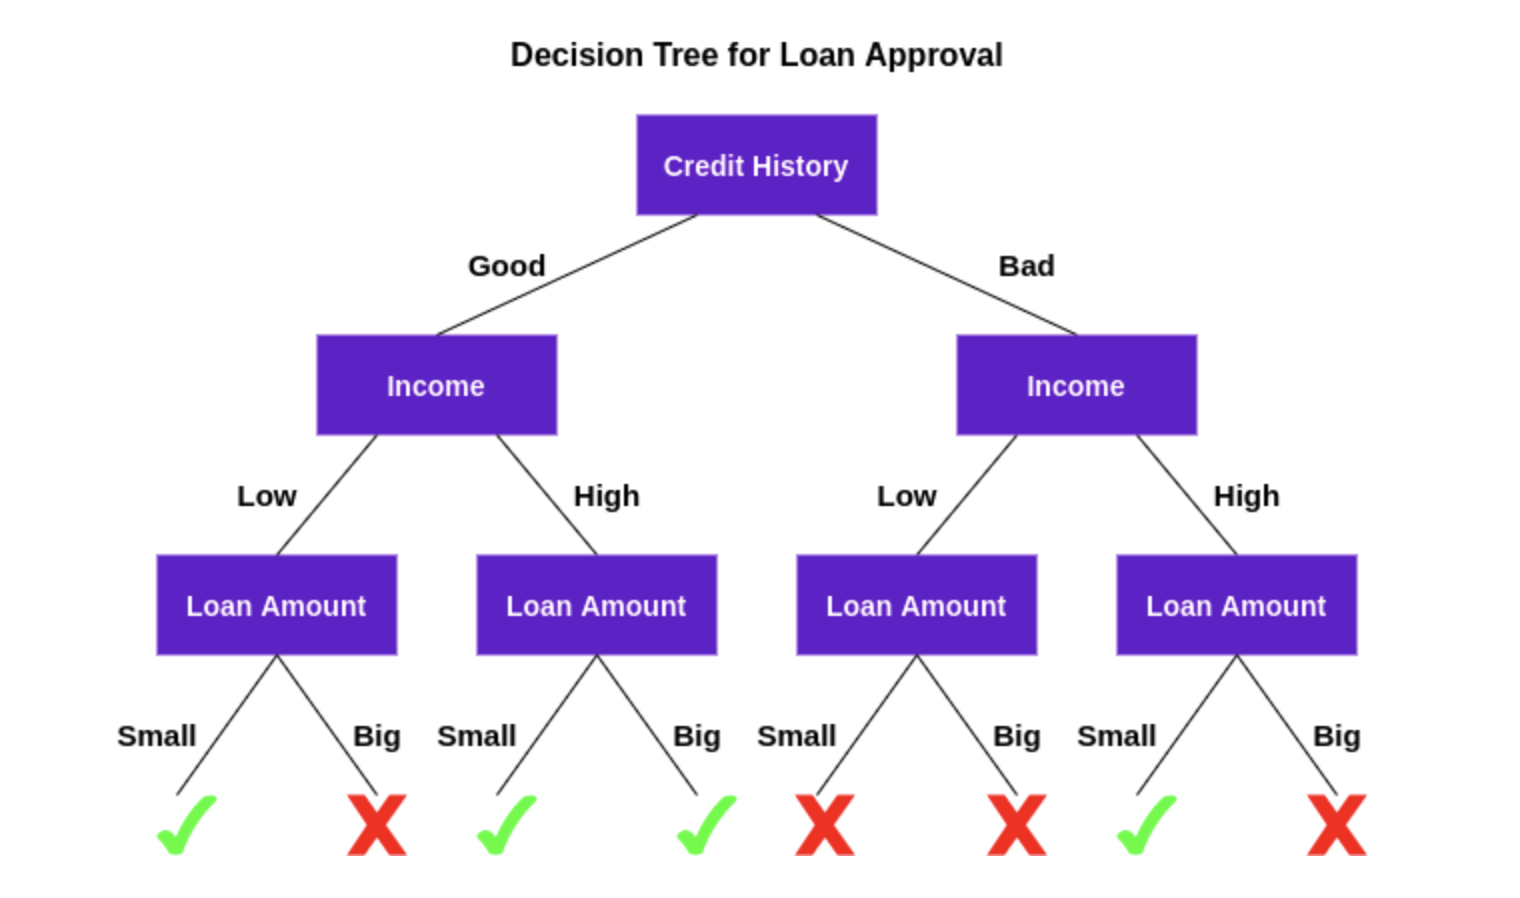 Decision Tree for Loan Approval
Credit History
Good Bad
Income Income
Low High Low High
Loan Amount Loan Amount Loan Amount Loan Amount
Small Big Small Big Small Big Small Big